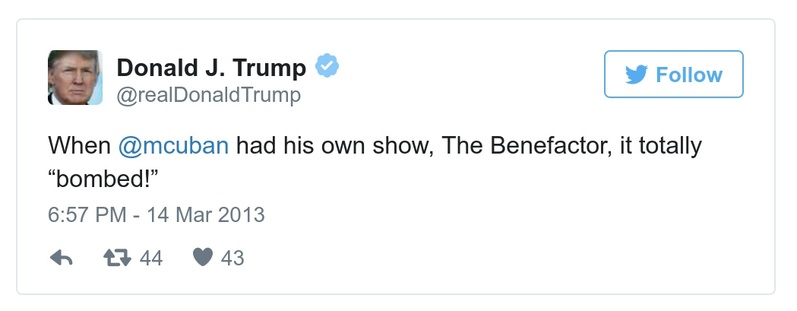 Donald J. Trump
@realDonaldTrump
Follow
When @mcuban had his own show, The Benefactor, it totally
“bombed!”
6:57 PM - 14 Mar 2013
44 43